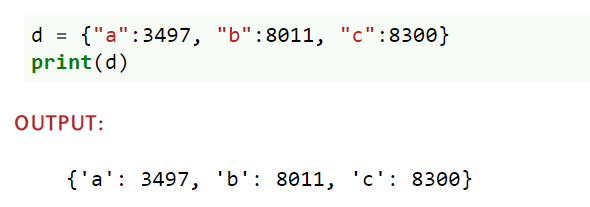 d = {"a":3497, "b":8011, "c":8300}
print(d)
OUTPUT:
{'a': 3497, 'b': 8011, 'c': 8300}